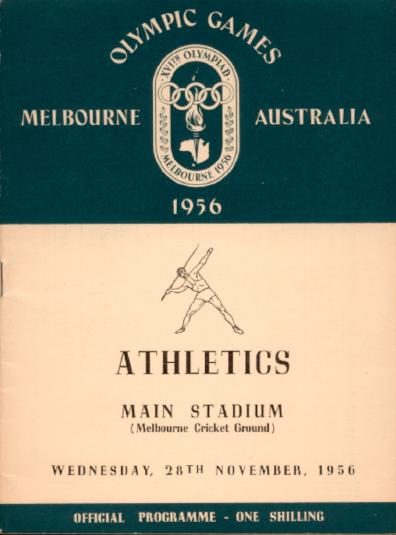 OLYMPIC GAMES
MELBOURNE AUSTRALIA
XVITH OLYMPIAD
MELBOURNE 1956
1956
ATHLETICS
MAIN STADIUM
(Melbourne Cricket Ground)
WEDNESDAY, 28TH NOVEMBER, 1956
OFFICIAL PROGRAMME - ONE SHILLING